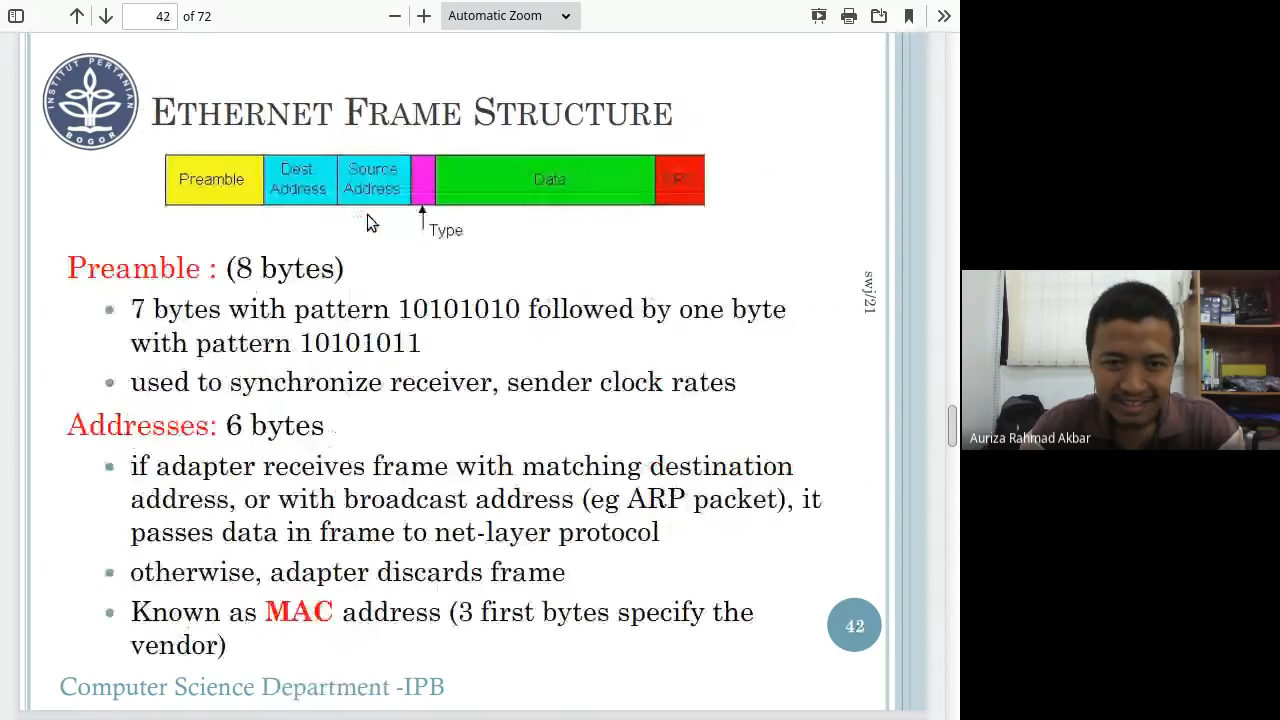 42 of 72
Automatic Zoom
INSTITUT PERTANIAN
BOGOR
ETHERNET FRAME STRUCTURE
Preamble
Dest.
Address
Source
Address
Data
Type
Preamble : (8 bytes)
7 bytes with pattern 10101010 followed by one byte
with pattern 10101011
used to synchronize receiver, sender clock rates
Addresses: 6 bytes
if adapter receives frame with matching destination
address, or with broadcast address (eg ARP packet), it
passes data in frame to net-layer protocol
otherwise, adapter discards frame
Known as MAC address (3 first bytes specify the
vendor)
swj/21
42
Computer Science Department -IPB
Auriza Rahmad Akbar